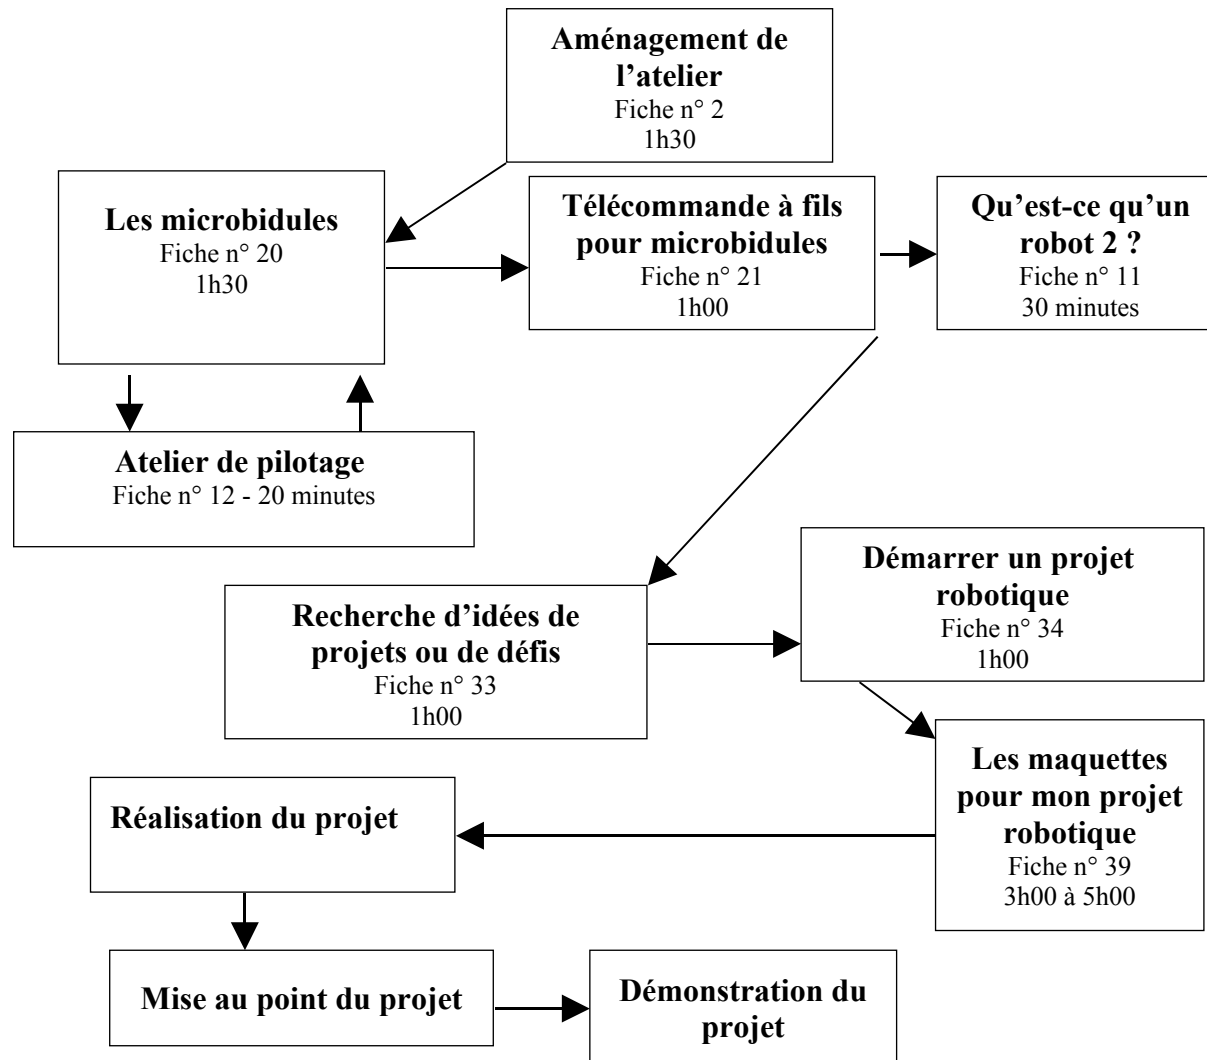 Aménagement de
l’atelier
Fiche n° 2
1h30
Les microbidules
Fiche n° 20
1h30
Télécommande à fils
pour microbidules
Fiche n° 21
1h00
Qu’est-ce qu’un
robot 2 ?
Fiche n° 11
30 minutes
Atelier de pilotage
Fiche n° 12 - 20 minutes
Recherche d’idées de
projets ou de défis
Fiche n° 33
1h00
Démarrer un projet
robotique
Fiche n° 34
1h00
Les maquettes
pour mon projet
robotique
Fiche n° 39
3h00 à 5h00
Réalisation du projet
Mise au point du projet
Démonstration du
projet